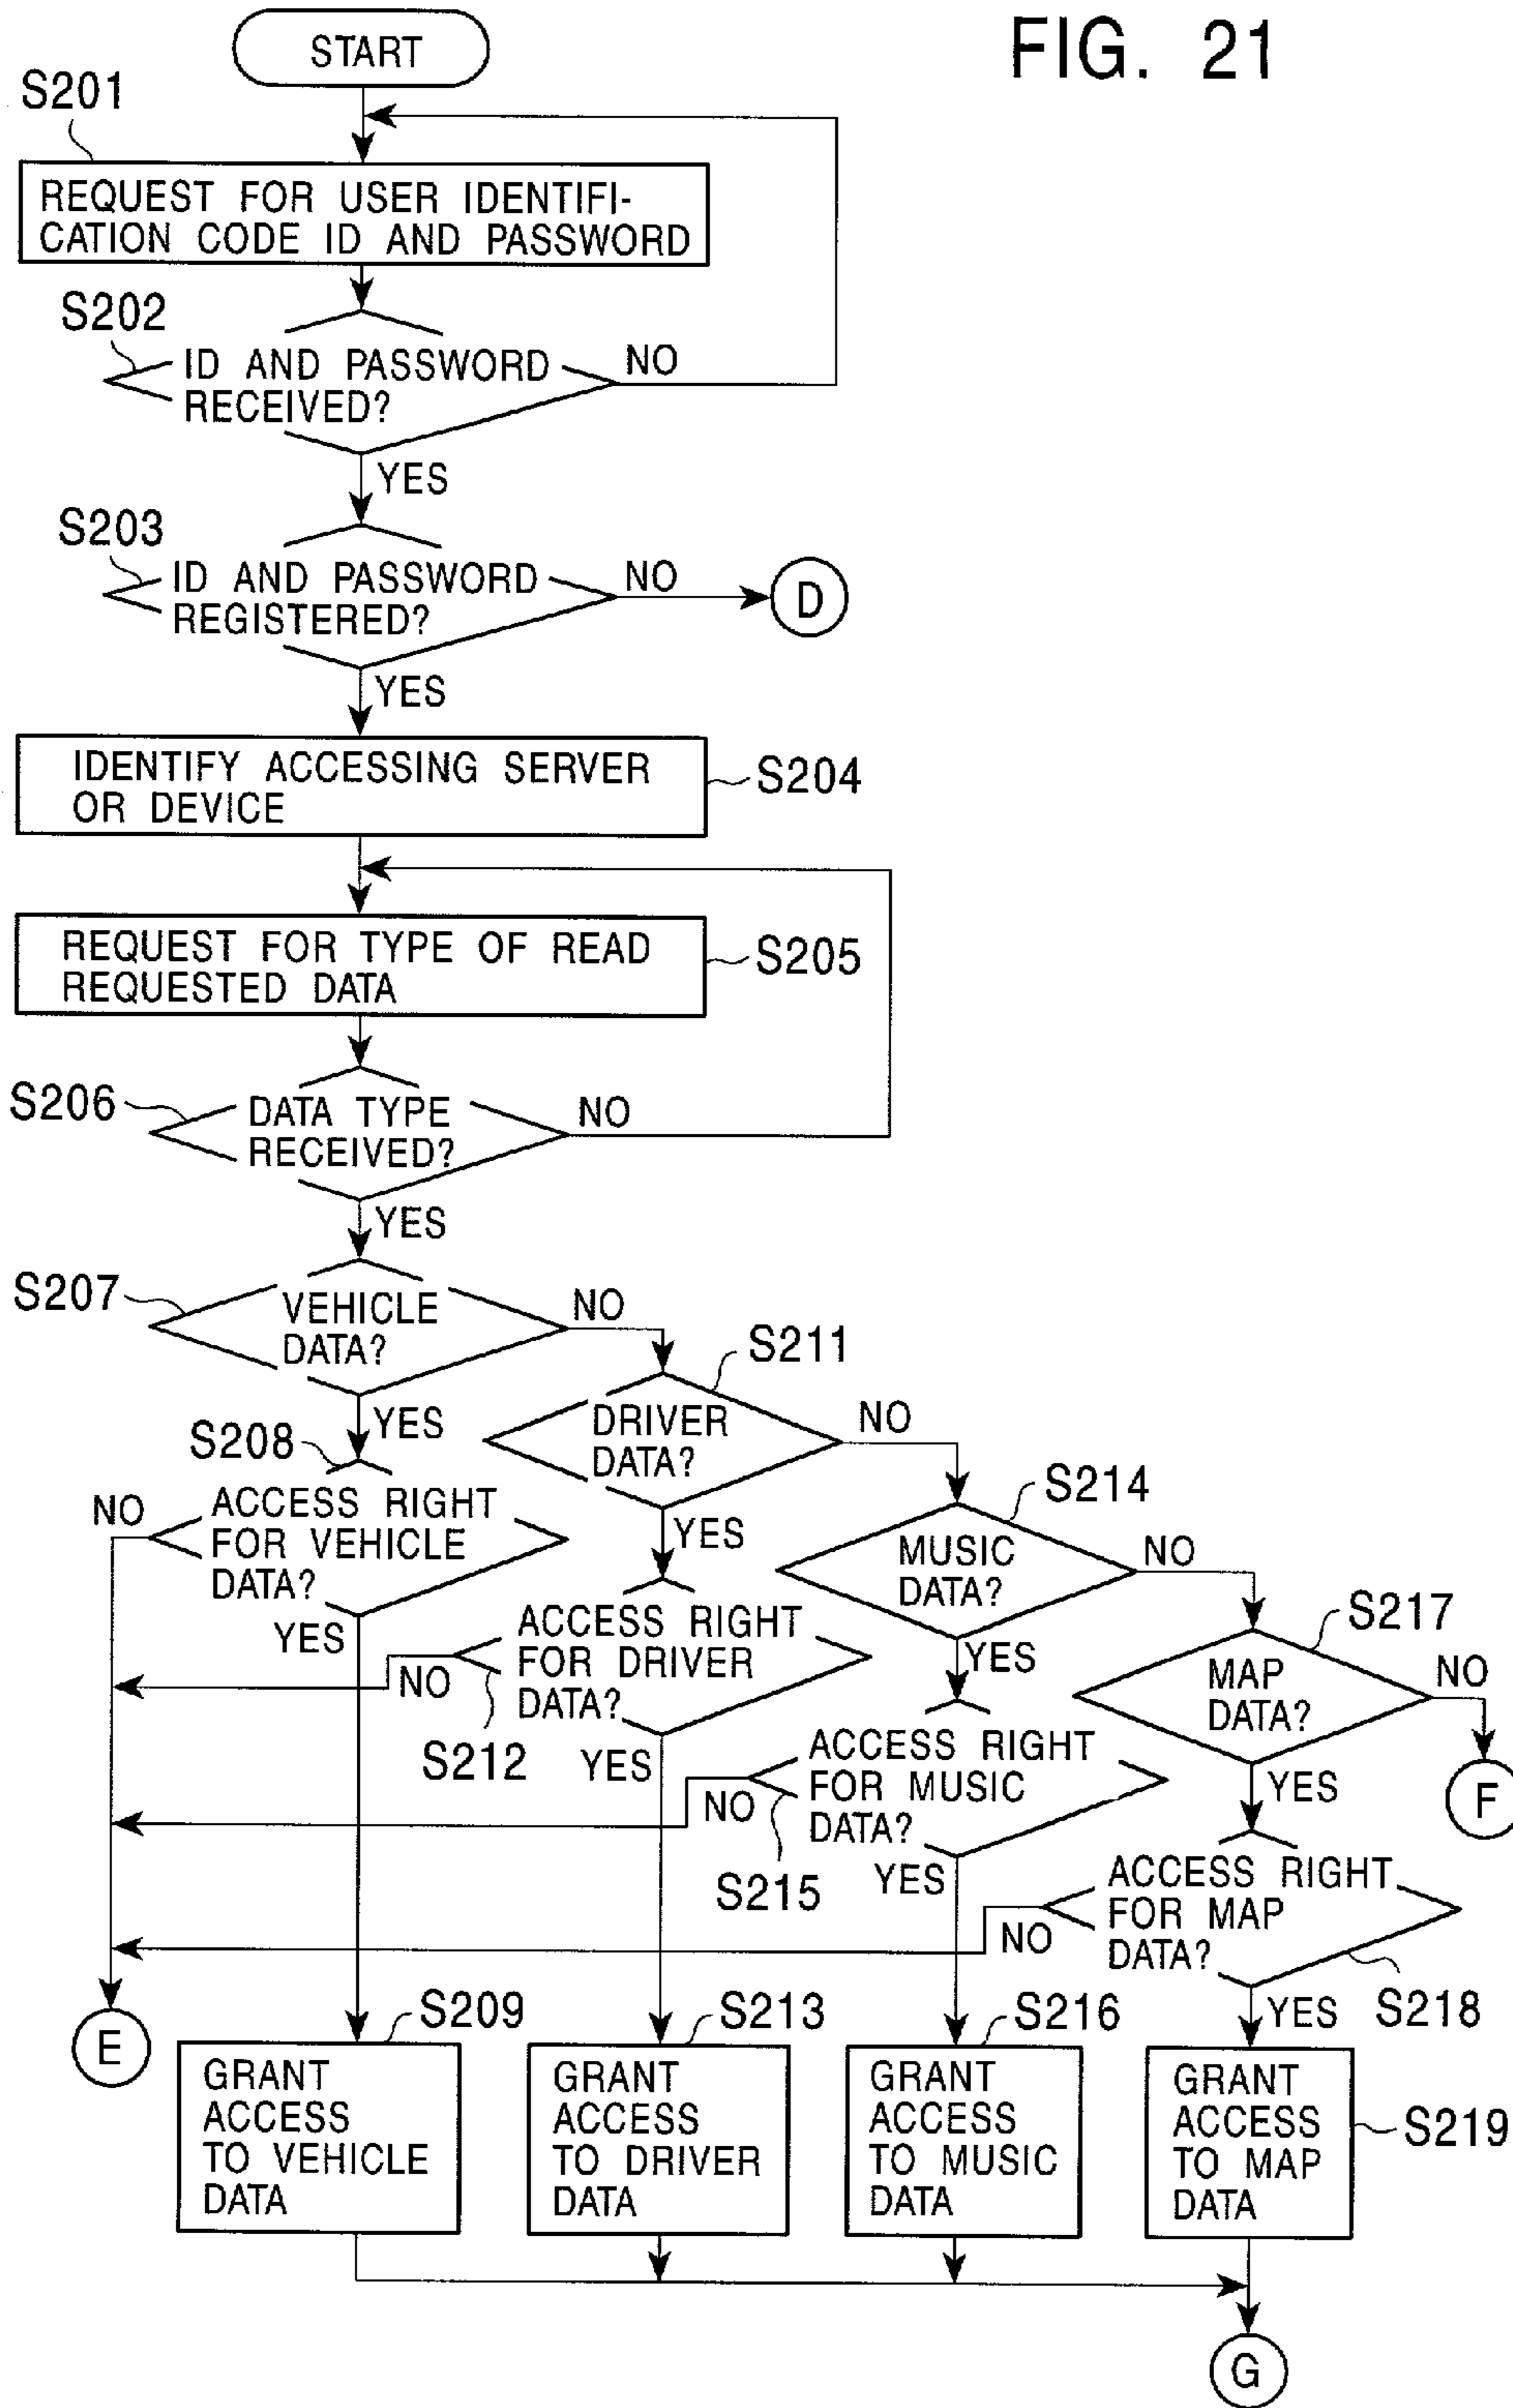 FIG. 21
START
S201
REQUEST FOR USER IDENTIFI-
CATION CODE ID AND PASSWORD
S202
ID AND PASSWORD
RECEIVED?
NO
YES
S203
ID AND PASSWORD
REGISTERED?
NO
D
YES
IDENTIFY ACCESSING SERVER
OR DEVICE
S204
REQUEST FOR TYPE OF READ
REQUESTED DATA
S205
S206
DATA TYPE
RECEIVED?
NO
YES
S207
VEHICLE
DATA?
NO
YES
S211
DRIVER
DATA?
NO
YES
S208
ACCESS RIGHT
FOR VEHICLE
DATA?
NO
YES
S214
MUSIC
DATA?
NO
YES
ACCESS RIGHT
FOR DRIVER
DATA?
NO
S212
YES
S217
MAP
DATA?
NO
F
YES
ACCESS RIGHT
FOR MUSIC
DATA?
NO
S215
YES
ACCESS RIGHT
FOR MAP
DATA?
NO
S218
YES
E
S209
GRANT
ACCESS
TO VEHICLE
DATA
S213
GRANT
ACCESS
TO DRIVER
DATA
S216
GRANT
ACCESS
TO MUSIC
DATA
GRANT
ACCESS
TO MAP
DATA
S219
G